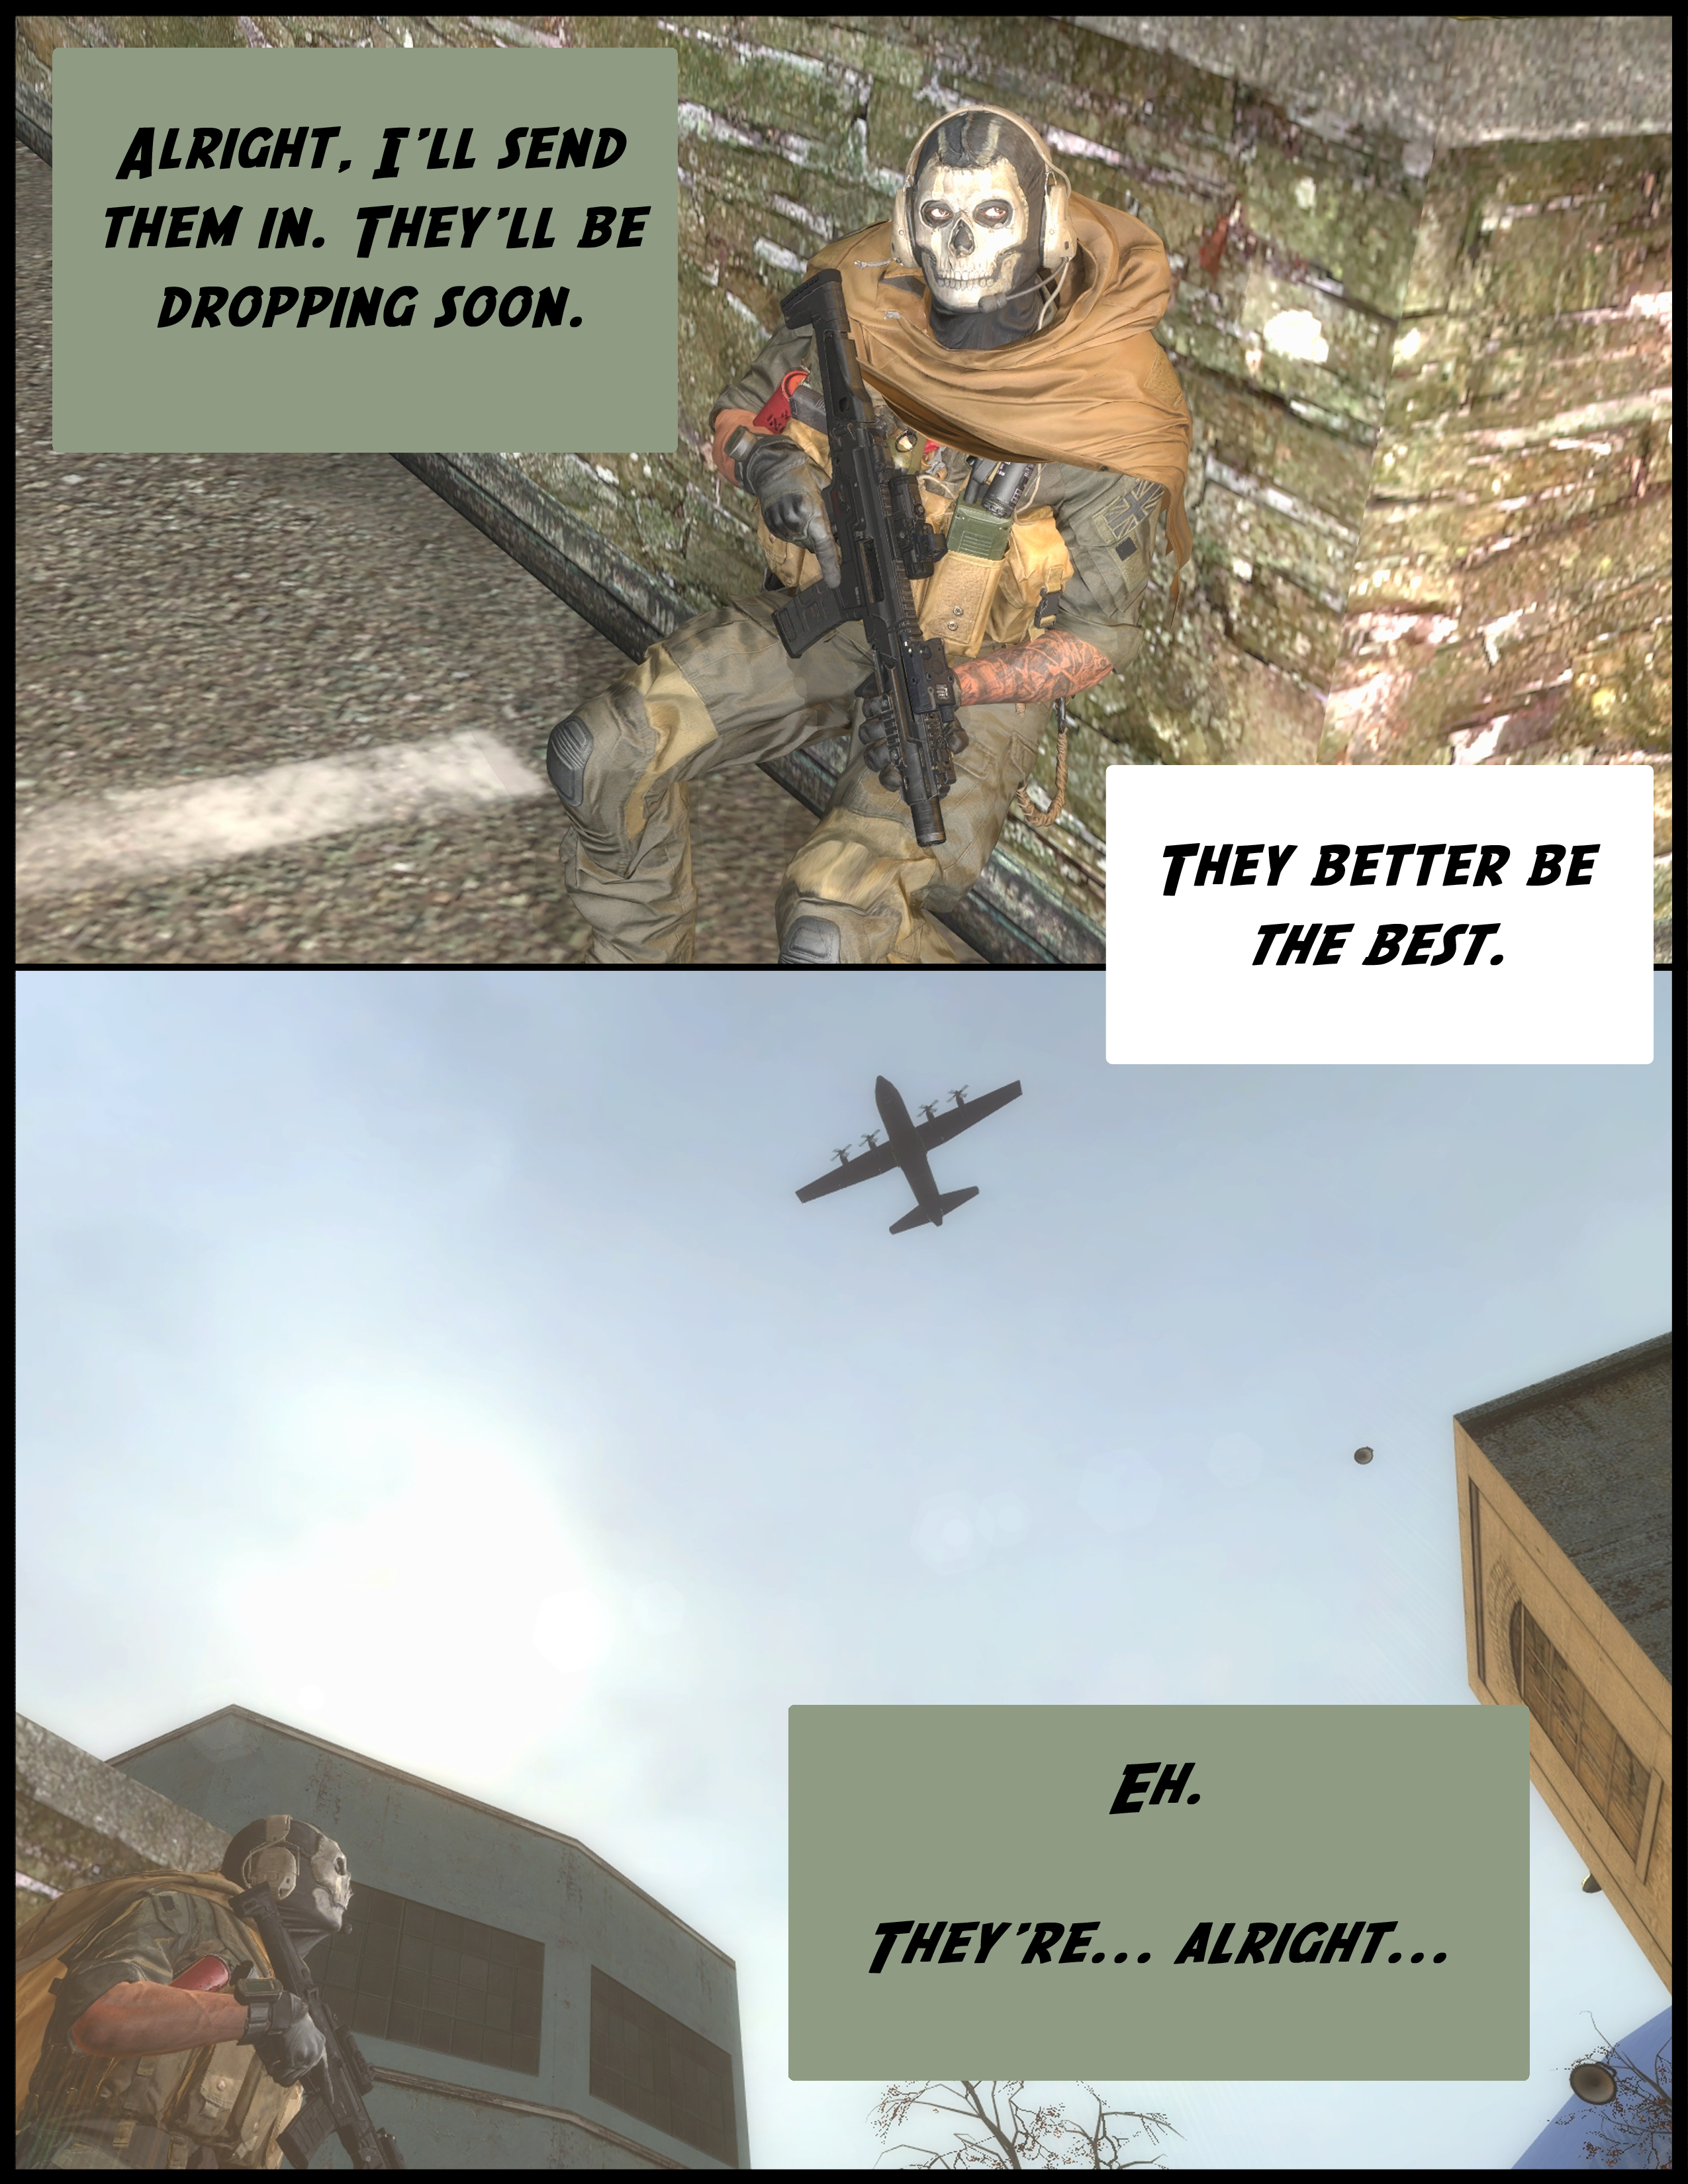 Alright, I'll send
them in. They'll be
dropping soon.
They better be
the best.
Eh.
They're... alright...